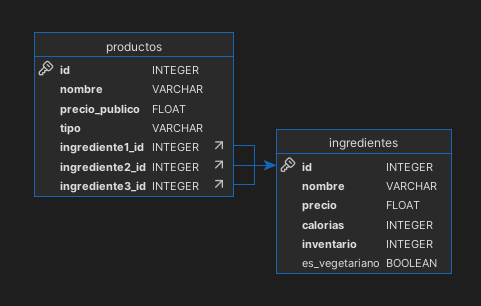 productos
id INTEGER
nombre VARCHAR
precio_publico FLOAT
tipo VARCHAR
ingrediente1_id INTEGER
ingrediente2_id INTEGER
ingrediente3_id INTEGER
ingredientes
id INTEGER
nombre VARCHAR
precio FLOAT
calorias INTEGER
inventario INTEGER
es_vegetariano BOOLEAN